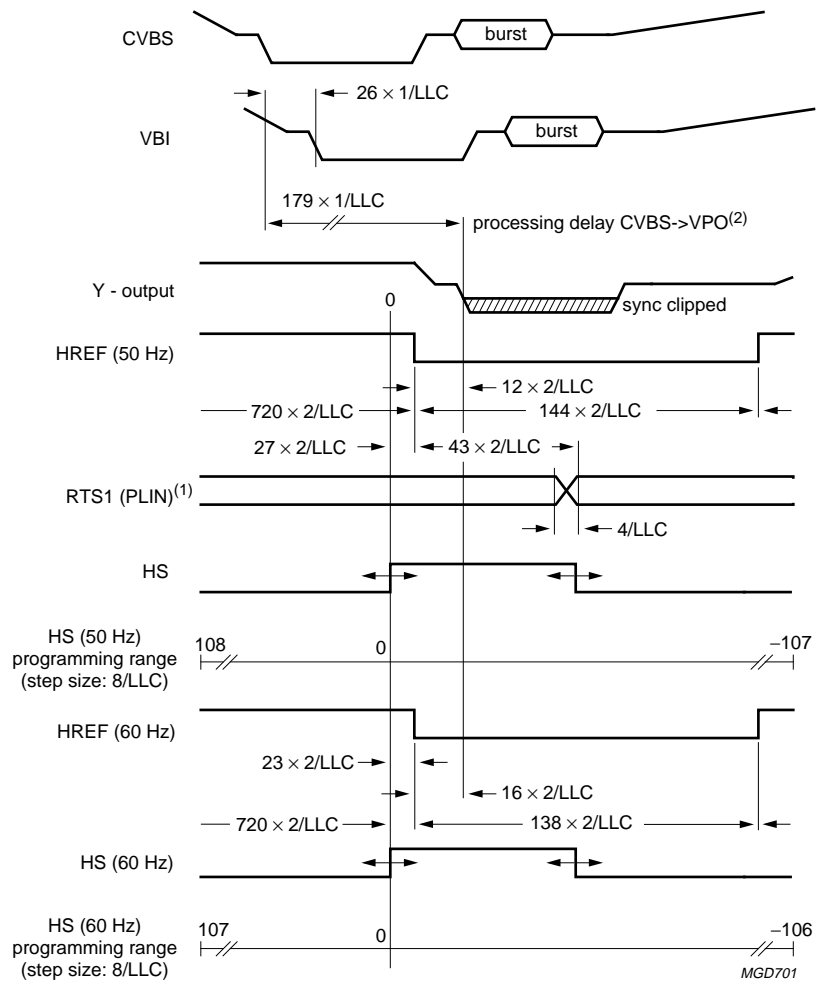 CVBS
burst
26 × 1/LLC
VBI
burst
179 × 1/LLC
processing delay CVBS->VPO(2)
Y - output
0
sync clipped
HREF (50 Hz)
12 × 2/LLC
720 × 2/LLC
144 × 2/LLC
27 × 2/LLC
43 × 2/LLC
RTS1 (PLIN)(1)
4/LLC
HS
HS (50 Hz)
programming range
(step size: 8/LLC)
108
0
−107
HREF (60 Hz)
23 × 2/LLC
16 × 2/LLC
720 × 2/LLC
138 × 2/LLC
HS (60 Hz)
HS (60 Hz)
programming range
(step size: 8/LLC)
107
0
−106
MGD701